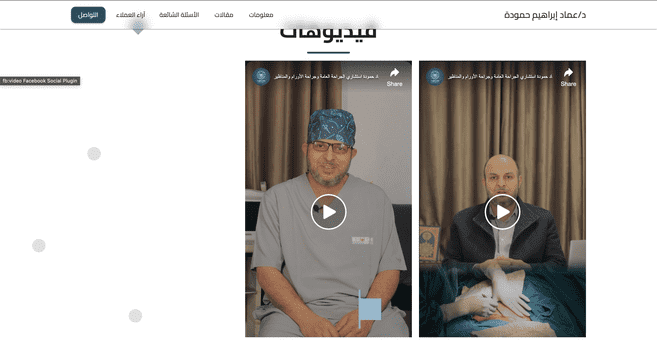 د/عماد إبراهيم حمودة
معلومات
مقالات
الأسئلة الشائعة
آراء العملاء
التواصل
فيديوهات
fb:video Facebook Social Plugin
د. حمودة استشاري الجراحة العامة وجراحة الأورام والمناظير
Share
د. حمودة استشاري الجراحة العامة وجراحة الأورام والمناظير
Share